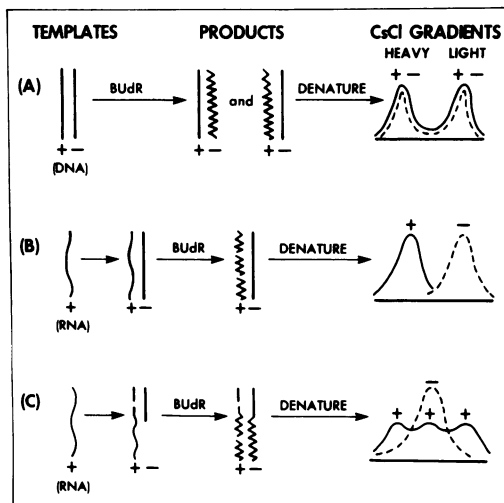 TEMPLATES PRODUCTS CsCl GRADIENTS
HEAVY LIGHT
(A) BUdR and DENATURE + − + −
+ − + − + −
(DNA)
(B) BUdR DENATURE + −
+ + − + −
(RNA)
(C) BUdR DENATURE − + + +
+ + − + −
(RNA)